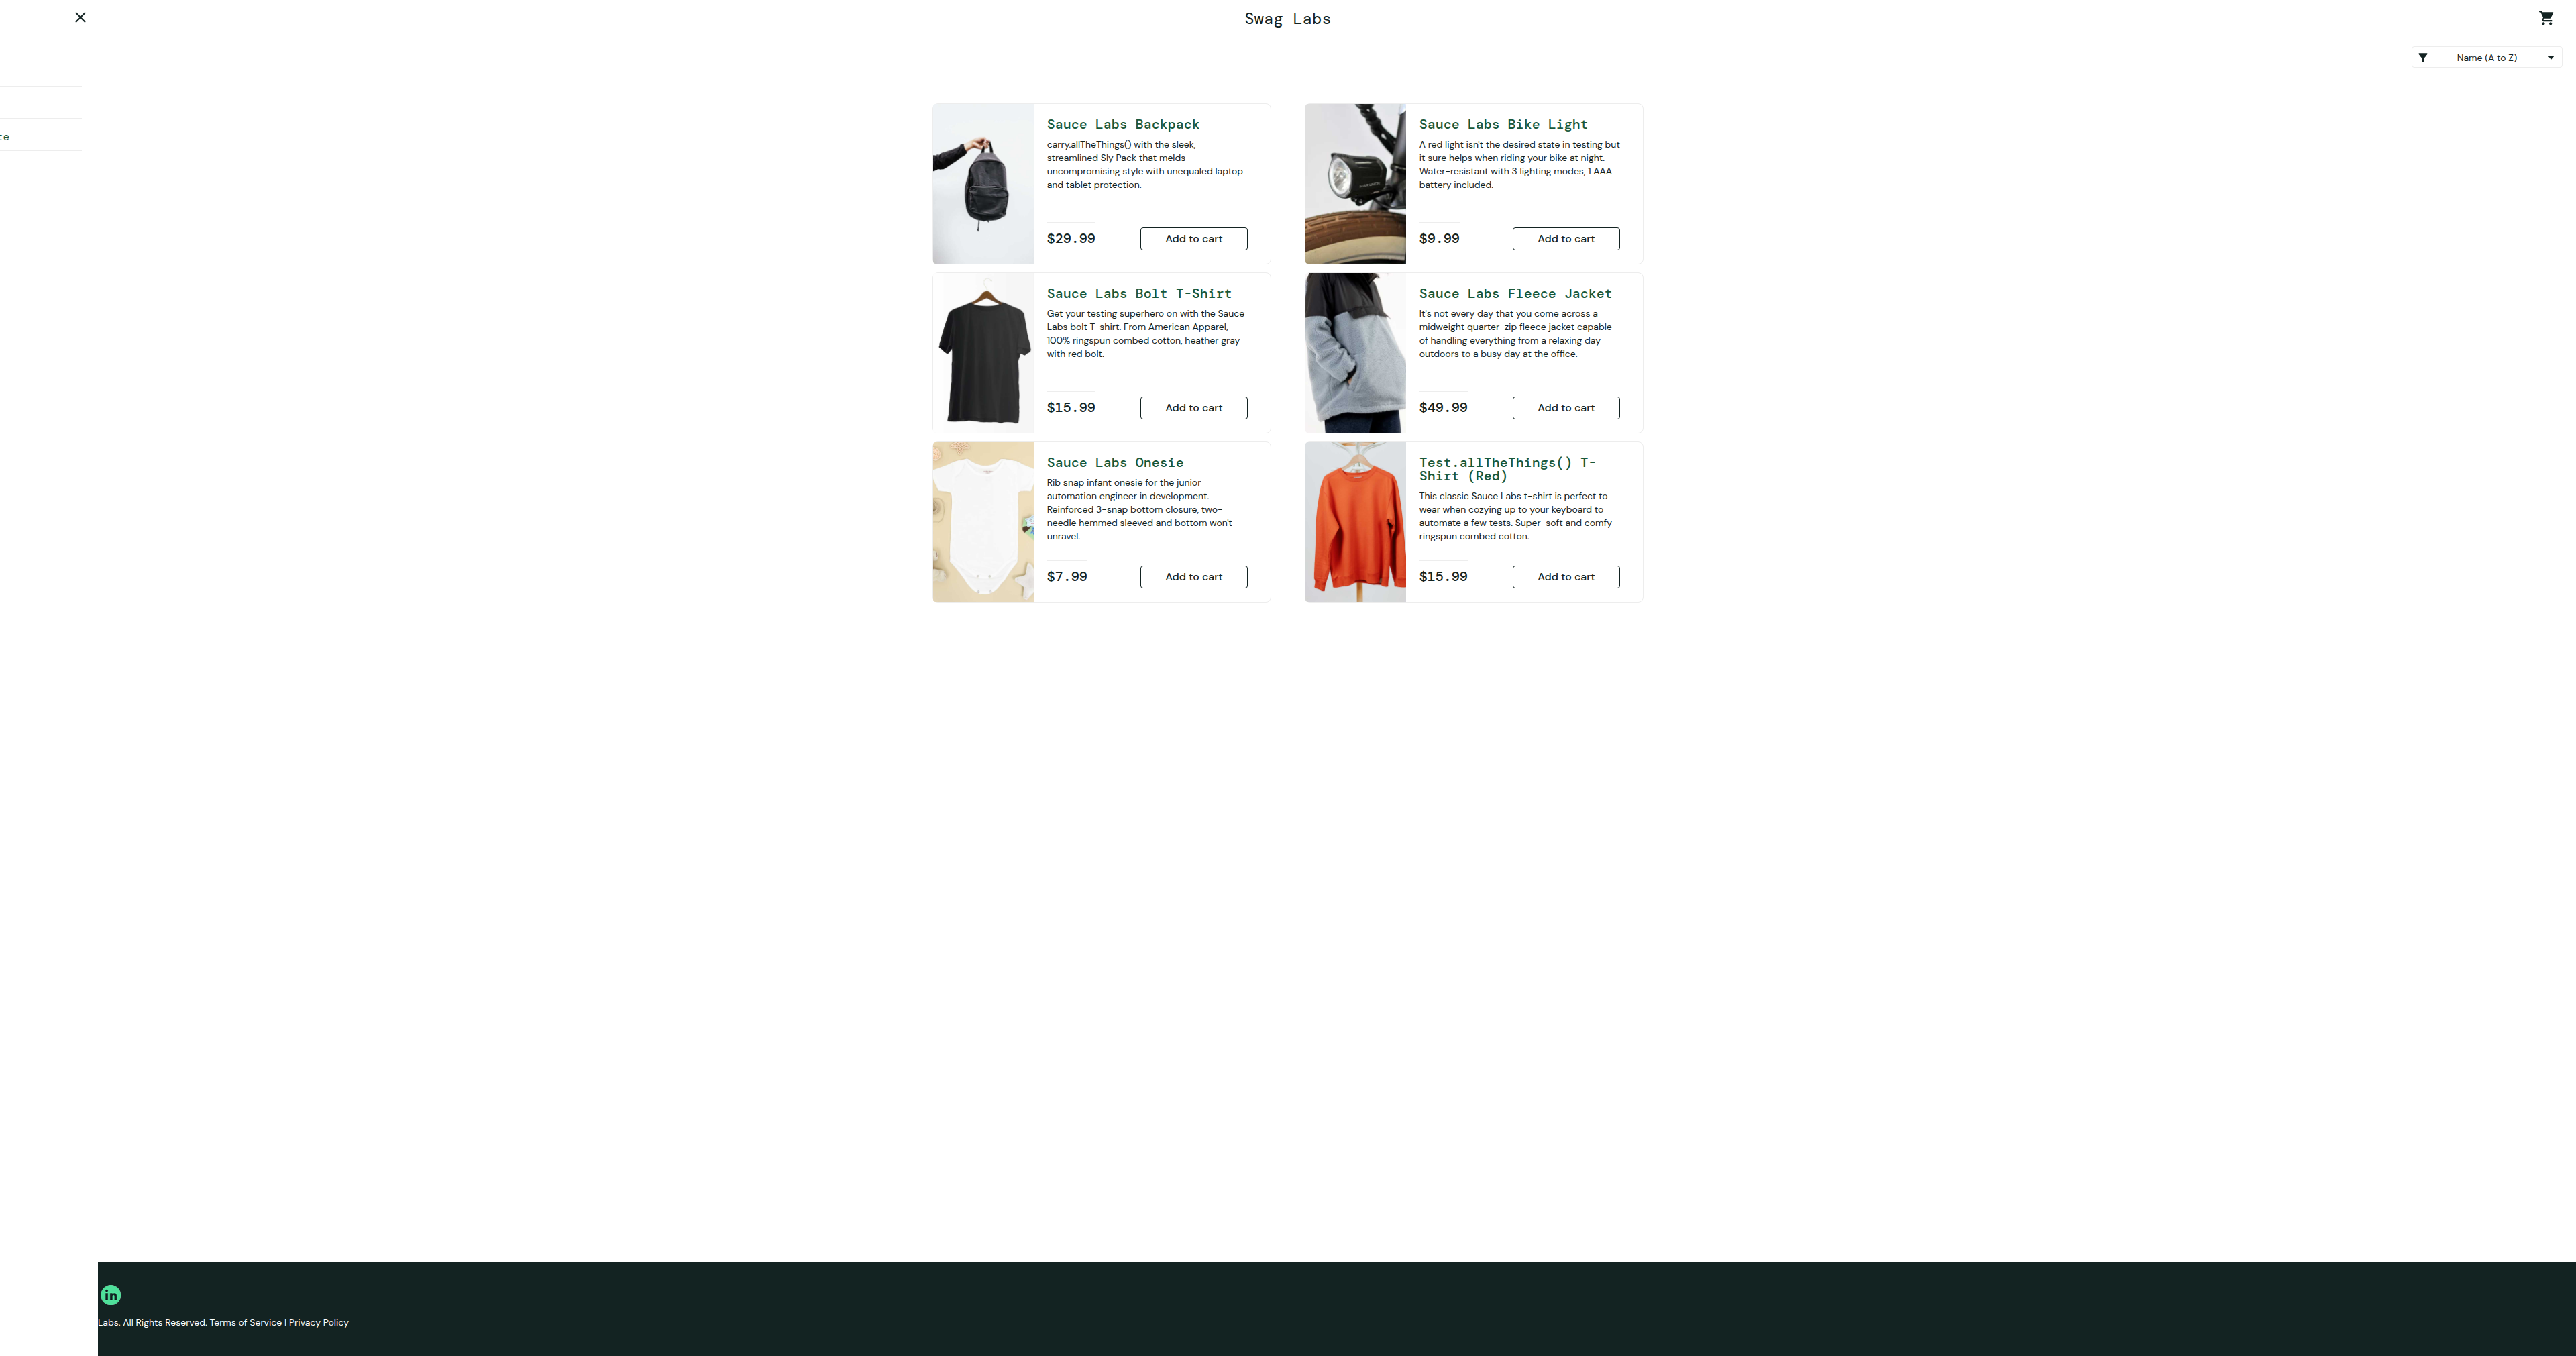 Swag Labs
Name (A to Z)
te
Sauce Labs Backpack
carry.allTheThings() with the sleek,
streamlined Sly Pack that melds
uncompromising style with unequaled laptop
and tablet protection.
$29.99
Add to cart
Sauce Labs Bike Light
A red light isn't the desired state in testing but
it sure helps when riding your bike at night.
Water-resistant with 3 lighting modes, 1 AAA
battery included.
$9.99
Add to cart
Sauce Labs Bolt T-Shirt
Get your testing superhero on with the Sauce
Labs bolt T-shirt. From American Apparel,
100% ringspun combed cotton, heather gray
with red bolt.
$15.99
Add to cart
Sauce Labs Fleece Jacket
It's not every day that you come across a
midweight quarter-zip fleece jacket capable
of handling everything from a relaxing day
outdoors to a busy day at the office.
$49.99
Add to cart
Sauce Labs Onesie
Rib snap infant onesie for the junior
automation engineer in development.
Reinforced 3-snap bottom closure, two-
needle hemmed sleeved and bottom won't
unravel.
$7.99
Add to cart
Test.allTheThings() T-
Shirt (Red)
This classic Sauce Labs t-shirt is perfect to
wear when cozying up to your keyboard to
automate a few tests. Super-soft and comfy
ringspun combed cotton.
$15.99
Add to cart
in
Labs. All Rights Reserved. Terms of Service | Privacy Policy